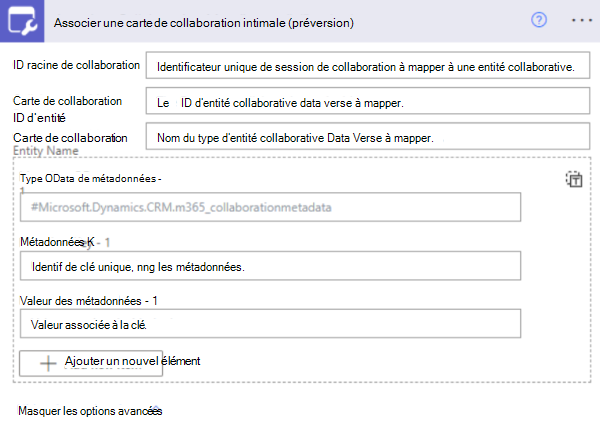 Associer une carte de collaboration intimale (préversion)
ID racine de collaboration
Identificateur unique de session de collaboration à mapper à une entité collaborative.
Carte de collaboration
ID d'entité
Le ID d'entité collaborative data verse à mapper.
Carte de collaboration
Entity Name
Nom du type d'entité collaborative Data Verse à mapper.
Type OData de métadonnées -
1
#Microsoft.Dynamics.CRM.m365_collaborationmetadata
Métadonnées K
ey - 1
Identif de clé unique, nng les métadonnées.
Valeur des métadonnées - 1
Valeur associée à la clé.
Ajouter un nouvel élément
Masquer les options avancées